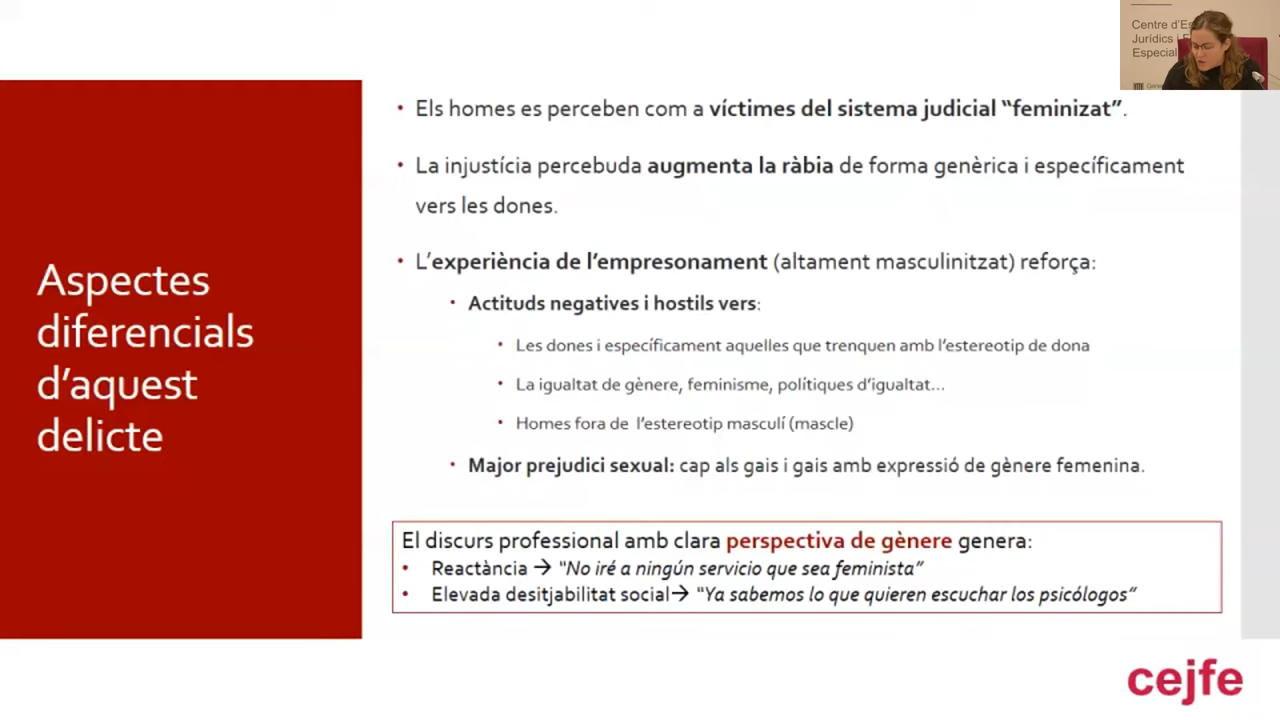 Centre d'Es
Jurídics i F
Especial
Aspectes
diferencials
d'aquest
delicte
• Els homes es perceben com a víctimes del sistema judicial “feminizat”.
• La injustícia percebuda augmenta la ràbia de forma genèrica i específicament
vers les dones.
• L'experiència de l'empresonament (altament masculinitzat) reforça:
• Actituds negatives i hostils vers:
• Les dones i específicament aquelles que trenquen amb l'estereotip de dona
• La igualtat de gènere, feminisme, polítiques d'igualtat...
• Homes fora de l'estereotip masculí (mascle)
• Major prejudici sexual: cap als gais i gais amb expressió de gènere femenina.
El discurs professional amb clara perspectiva de gènere genera:
• Reactància → “No iré a ningún servicio que sea feminista”
• Elevada desitjabilitat social→ “Ya sabemos lo que quieren escuchar los psicólogos”
cejfe